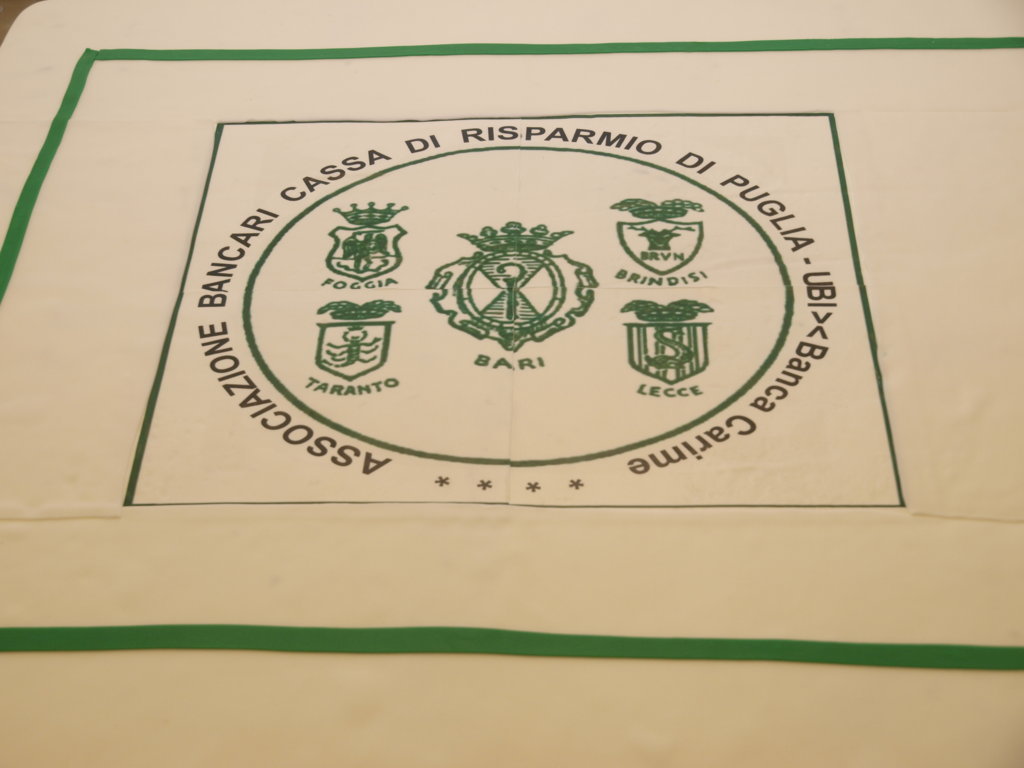 ASSOCIAZIONE BANCARI CASSA DI RISPARMIO DI PUGLIA - UBI><Banca Carime
FOGGIA
BRVN
BRINDISI
BARI
TARANTO
LECCE
* * * *